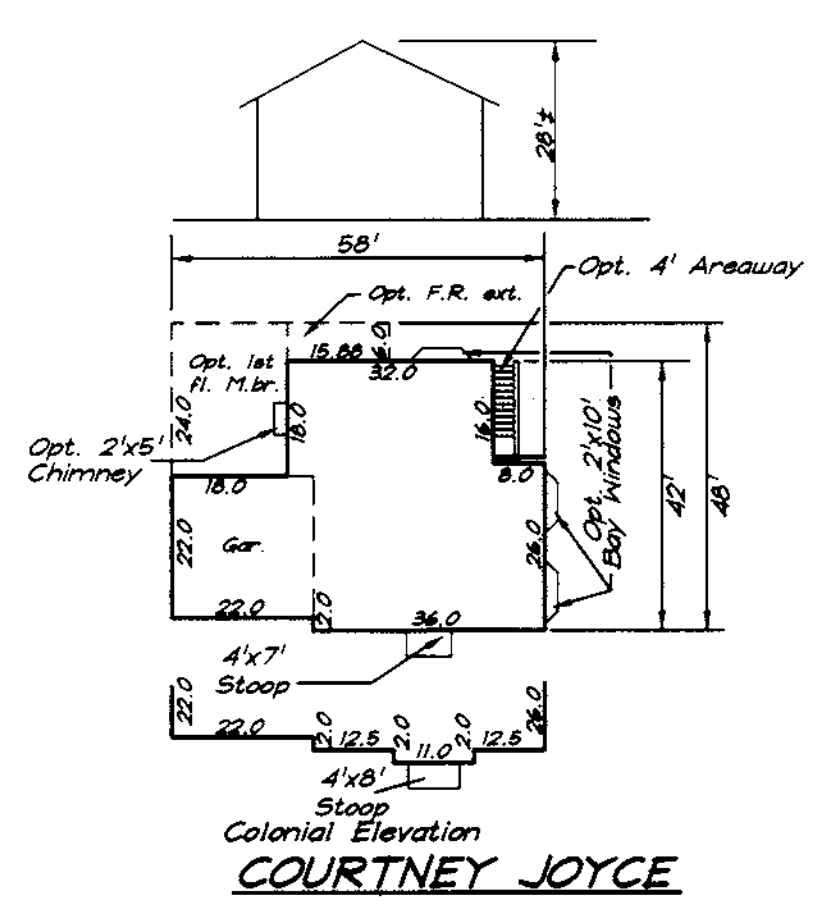 28'±
58'
Opt. 4' Areaway
Opt. F.R. ext.
6.0
15.88
32.0
Opt. 1st
fl. M.br.
24.0
18.0
16.0
Opt. 2'x5'
Chimney
18.0
8.0
Opt. 2'x10'
Bay Windows
42'
48'
22.0
Gar.
26.0
22.0
2.0
36.0
4'x7'
Stoop
22.0
22.0
2.0
12.5
2.0
11.0
2.0
12.5
26.0
4'x8'
Stoop
Colonial Elevation
COURTNEY JOYCE